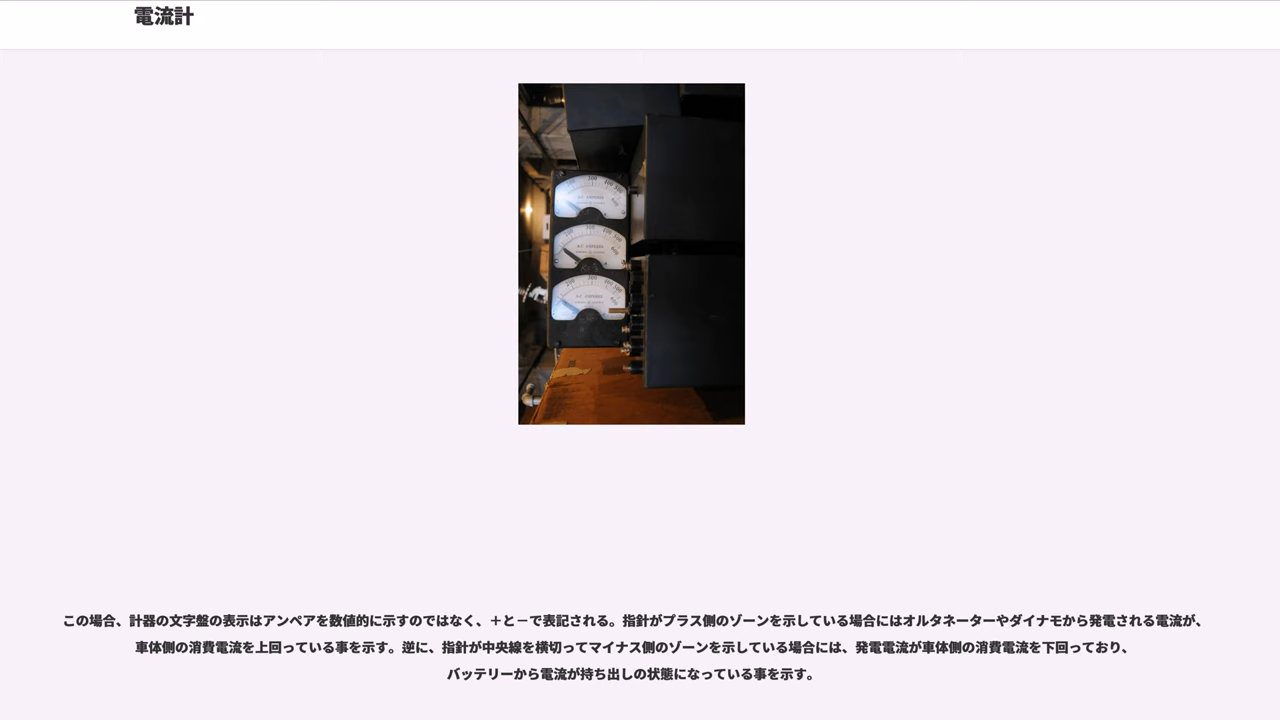 電流計
300
A.C. AMPERES
300
A.C. AMPERES
300
A.C. AMPERES
この場合、計器の文字盤の表示はアンペアを数値的に示すのではなく、＋と－で表記される。指針がプラス側のゾーンを示している場合にはオルタネーターやダイナモから発電される電流が、
車体側の消費電流を上回っている事を示す。逆に、指針が中央線を横切ってマイナス側のゾーンを示している場合には、発電電流が車体側の消費電流を下回っており、
バッテリーから電流が持ち出しの状態になっている事を示す。